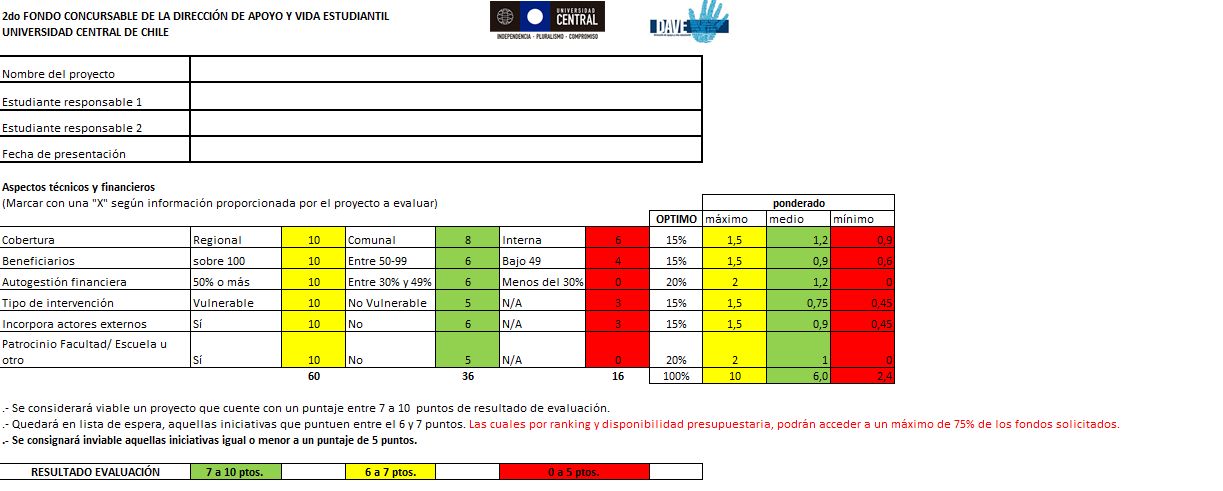 2do FONDO CONCURSABLE DE LA DIRECCIÓN DE APOYO Y VIDA ESTUDIANTIL
UNIVERSIDAD CENTRAL DE CHILE
UNIVERSIDAD
CENTRAL
INDEPENDENCIA · PLURALISMO · COMPROMISO
DAVE
Nombre del proyecto
Estudiante responsable 1
Estudiante responsable 2
Fecha de presentación
Aspectos técnicos y financieros
(Marcar con una "X" según información proporcionada por el proyecto a evaluar) ponderado
OPTIMO máximo medio mínimo
Cobertura Regional 10 Comunal 8 Interna 6 15% 1,5 1,2 0,9
Beneficiarios sobre 100 10 Entre 50-99 6 Bajo 49 4 15% 1,5 0,9 0,6
Autogestión financiera 50% o más 10 Entre 30% y 49% 6 Menos del 30% 0 20% 2 1,2 0
Tipo de intervención Vulnerable 10 No Vulnerable 5 N/A 3 15% 1,5 0,75 0,45
Incorpora actores externos Sí 10 No 6 N/A 3 15% 1,5 0,9 0,45
Patrocinio Facultad/ Escuela u
otro Sí 10 No 5 N/A 0 20% 2 1 0
60 36 16 100% 10 6,0 2,4
.- Se considerará viable un proyecto que cuente con un puntaje entre 7 a 10 puntos de resultado de evaluación.
.- Quedará en lista de espera, aquellas iniciativas que puntuen entre el 6 y 7 puntos. Las cuales por ranking y disponibilidad presupuestaria, podrán acceder a un máximo de 75% de los fondos solicitados.
.- Se consignará inviable aquellas iniciativas igual o menor a un puntaje de 5 puntos.
RESULTADO EVALUACIÓN 7 a 10 ptos. 6 a 7 ptos. 0 a 5 ptos.